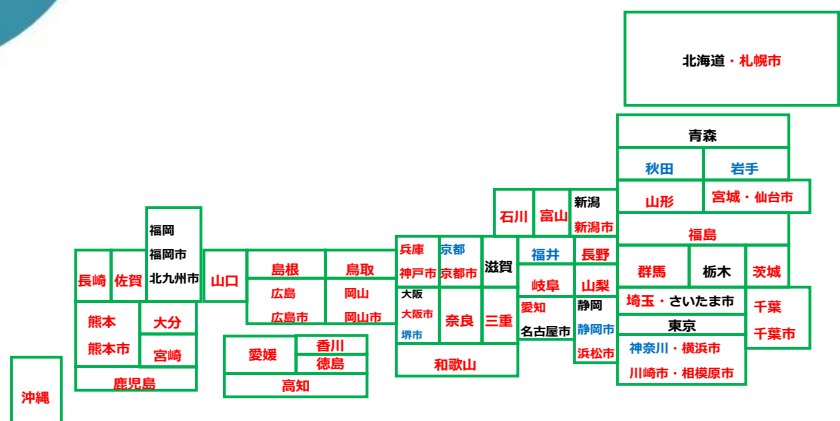 北海道・札幌市
青森
秋田
岩手
山形
宮城・仙台市
石川
富山
新潟
新潟市
福島
福岡
福岡市
北九州市
長崎
佐賀
山口
島根
鳥取
兵庫
神戸市
京都
京都市
滋賀
福井
長野
群馬
栃木
茨城
広島
広島市
岡山
岡山市
大阪
大阪市
堺市
奈良
三重
岐阜
山梨
愛知
名古屋市
静岡
静岡市
浜松市
埼玉・さいたま市
東京
千葉
千葉市
神奈川・横浜市
川崎市・相模原市
熊本
熊本市
大分
宮崎
鹿児島
愛媛
香川
徳島
高知
和歌山
沖縄